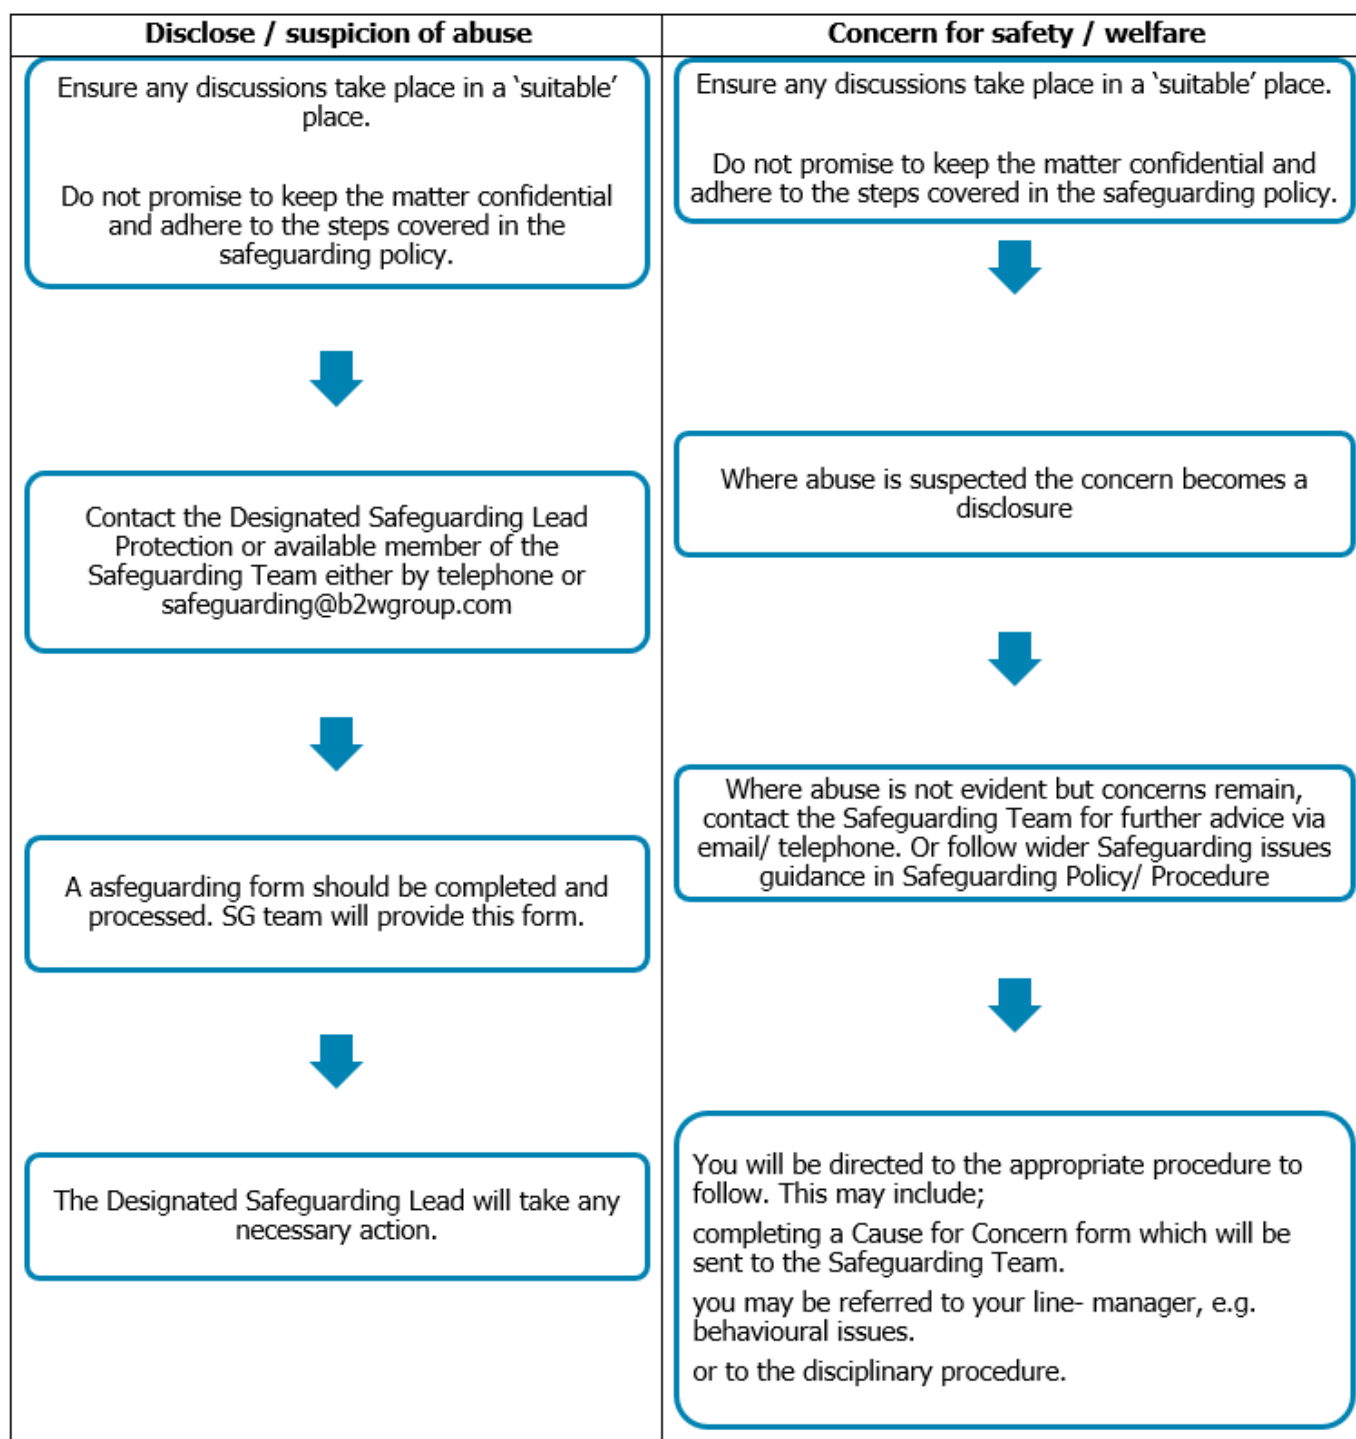 Disclose / suspicion of abuse
Ensure any discussions take place in a ‘suitable’
place.
Do not promise to keep the matter confidential
and adhere to the steps covered in the
safeguarding policy.
Contact the Designated Safeguarding Lead
Protection or available member of the
Safeguarding Team either by telephone or
safeguarding@b2wgroup.com
A asfeguarding form should be completed and
processed. SG team will provide this form.
The Designated Safeguarding Lead will take any
necessary action.
Concern for safety / welfare
Ensure any discussions take place in a ‘suitable’ place.
Do not promise to keep the matter confidential and
adhere to the steps covered in the safeguarding policy.
Where abuse is suspected the concern becomes a
disclosure
Where abuse is not evident but concerns remain,
contact the Safeguarding Team for further advice via
email/ telephone. Or follow wider Safeguarding issues
guidance in Safeguarding Policy/ Procedure
You will be directed to the appropriate procedure to
follow. This may include;
completing a Cause for Concern form which will be
sent to the Safeguarding Team.
you may be referred to your line- manager, e.g.
behavioural issues.
or to the disciplinary procedure.